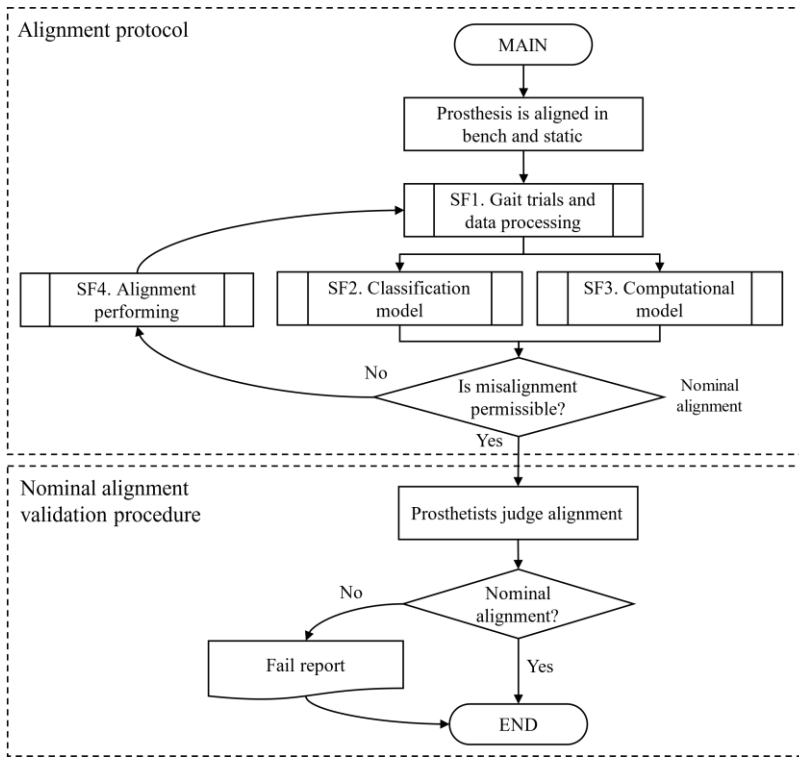 Alignment protocol
MAIN
Prosthesis is aligned in
bench and static
SF1. Gait trials and
data processing
SF4. Alignment
performing
SF2. Classification
model
SF3. Computational
model
No
Is misalignment
permissible?
Nominal
alignment
Yes
Nominal alignment
validation procedure
Prosthetists judge alignment
No
Nominal
alignment?
Fail report
Yes
END